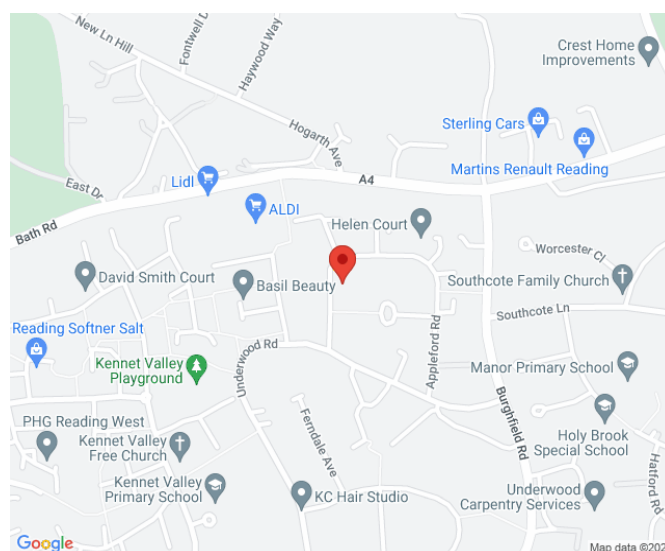 New Ln Hill
Fontwell D
Haywood Way
Crest Home
Improvements
Hogarth Ave
Sterling Cars
Martins Renault Reading
East Dr
Lidl
A4
Bath Rd
ALDI
Helen Court
Worcester Cl
David Smith Court
Basil Beauty
Southcote Family Church
Southcote Ln
Reading Softner Salt
Kennet Valley
Playground
Underwood Rd
Appleford Rd
Manor Primary School
Burghfield Rd
PHG Reading West
Kennet Valley
Free Church
Ferndale Ave
Holy Brook
Special School
Hatford Rd
Kennet Valley
Primary School
KC Hair Studio
Underwood
Carpentry Services
Google
Map data ©202